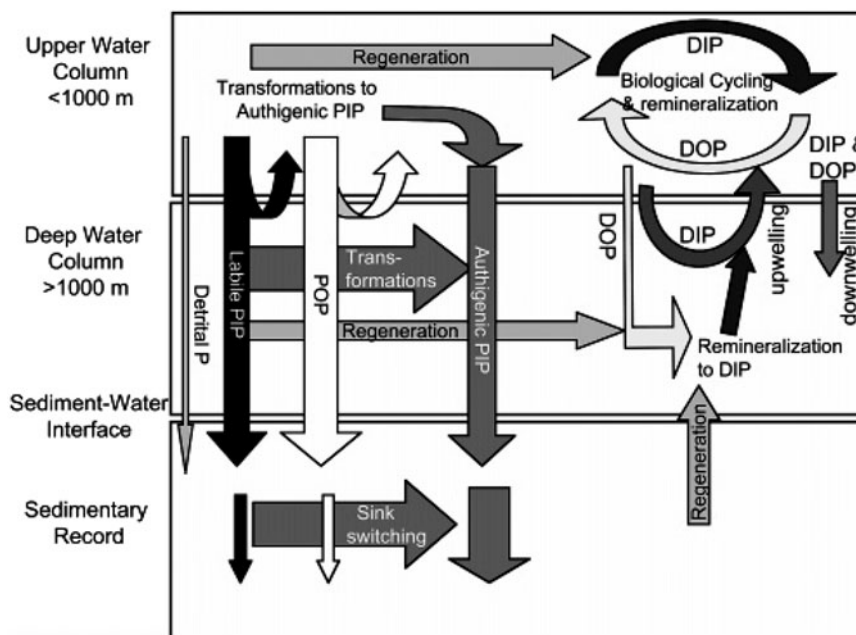 Upper Water
Column
<1000 m
Regeneration
DIP
Transformations to
Authigenic PIP
Biological Cycling
& remineralization
DOP
DIP &
DOP
Deep Water
Column
>1000 m
Detrital P
Labile PIP
POP
Trans-
formations
Authigenic PIP
DOP
DIP
upwelling
downwelling
Regeneration
Remineralization
to DIP
Sediment-Water
Interface
Regeneration
Sedimentary
Record
Sink
switching